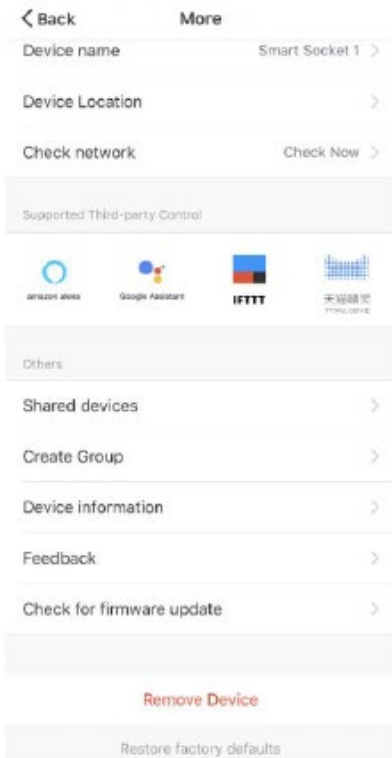 Back More
Device name Smart Socket 1
Device Location
Check network Check Now
Supported Third-party Control
amazon alexa Google Assistant IFTTT 天猫精灵
TMALL GENIE
Others
Shared devices
Create Group
Device information
Feedback
Check for firmware update
Remove Device
Restore factory defaults